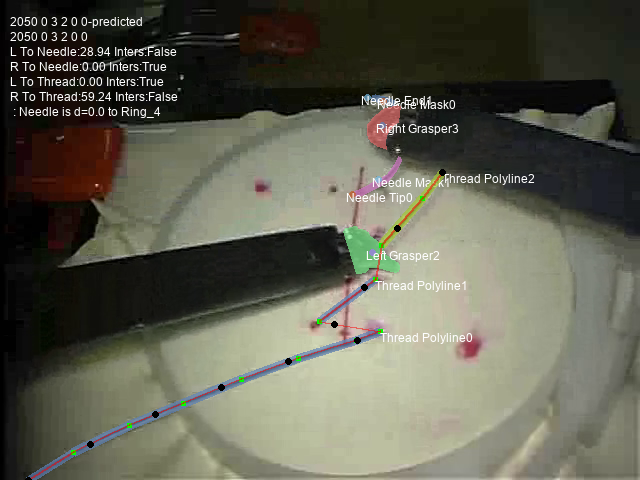 2050 0 3 2 0 0-predicted
2050 0 3 2 0 0
L To Needle:28.94 Inters:False
R To Needle:0.00 Inters:True
L To Thread:0.00 Inters:True
R To Thread:59.24 Inters:False
: Needle is d=0.0 to Ring_4
Needle End1
Needle Mask0
Right Grasper3
Needle Mask1
Thread Polyline2
Needle Tip0
Left Grasper2
Thread Polyline1
Thread Polyline0